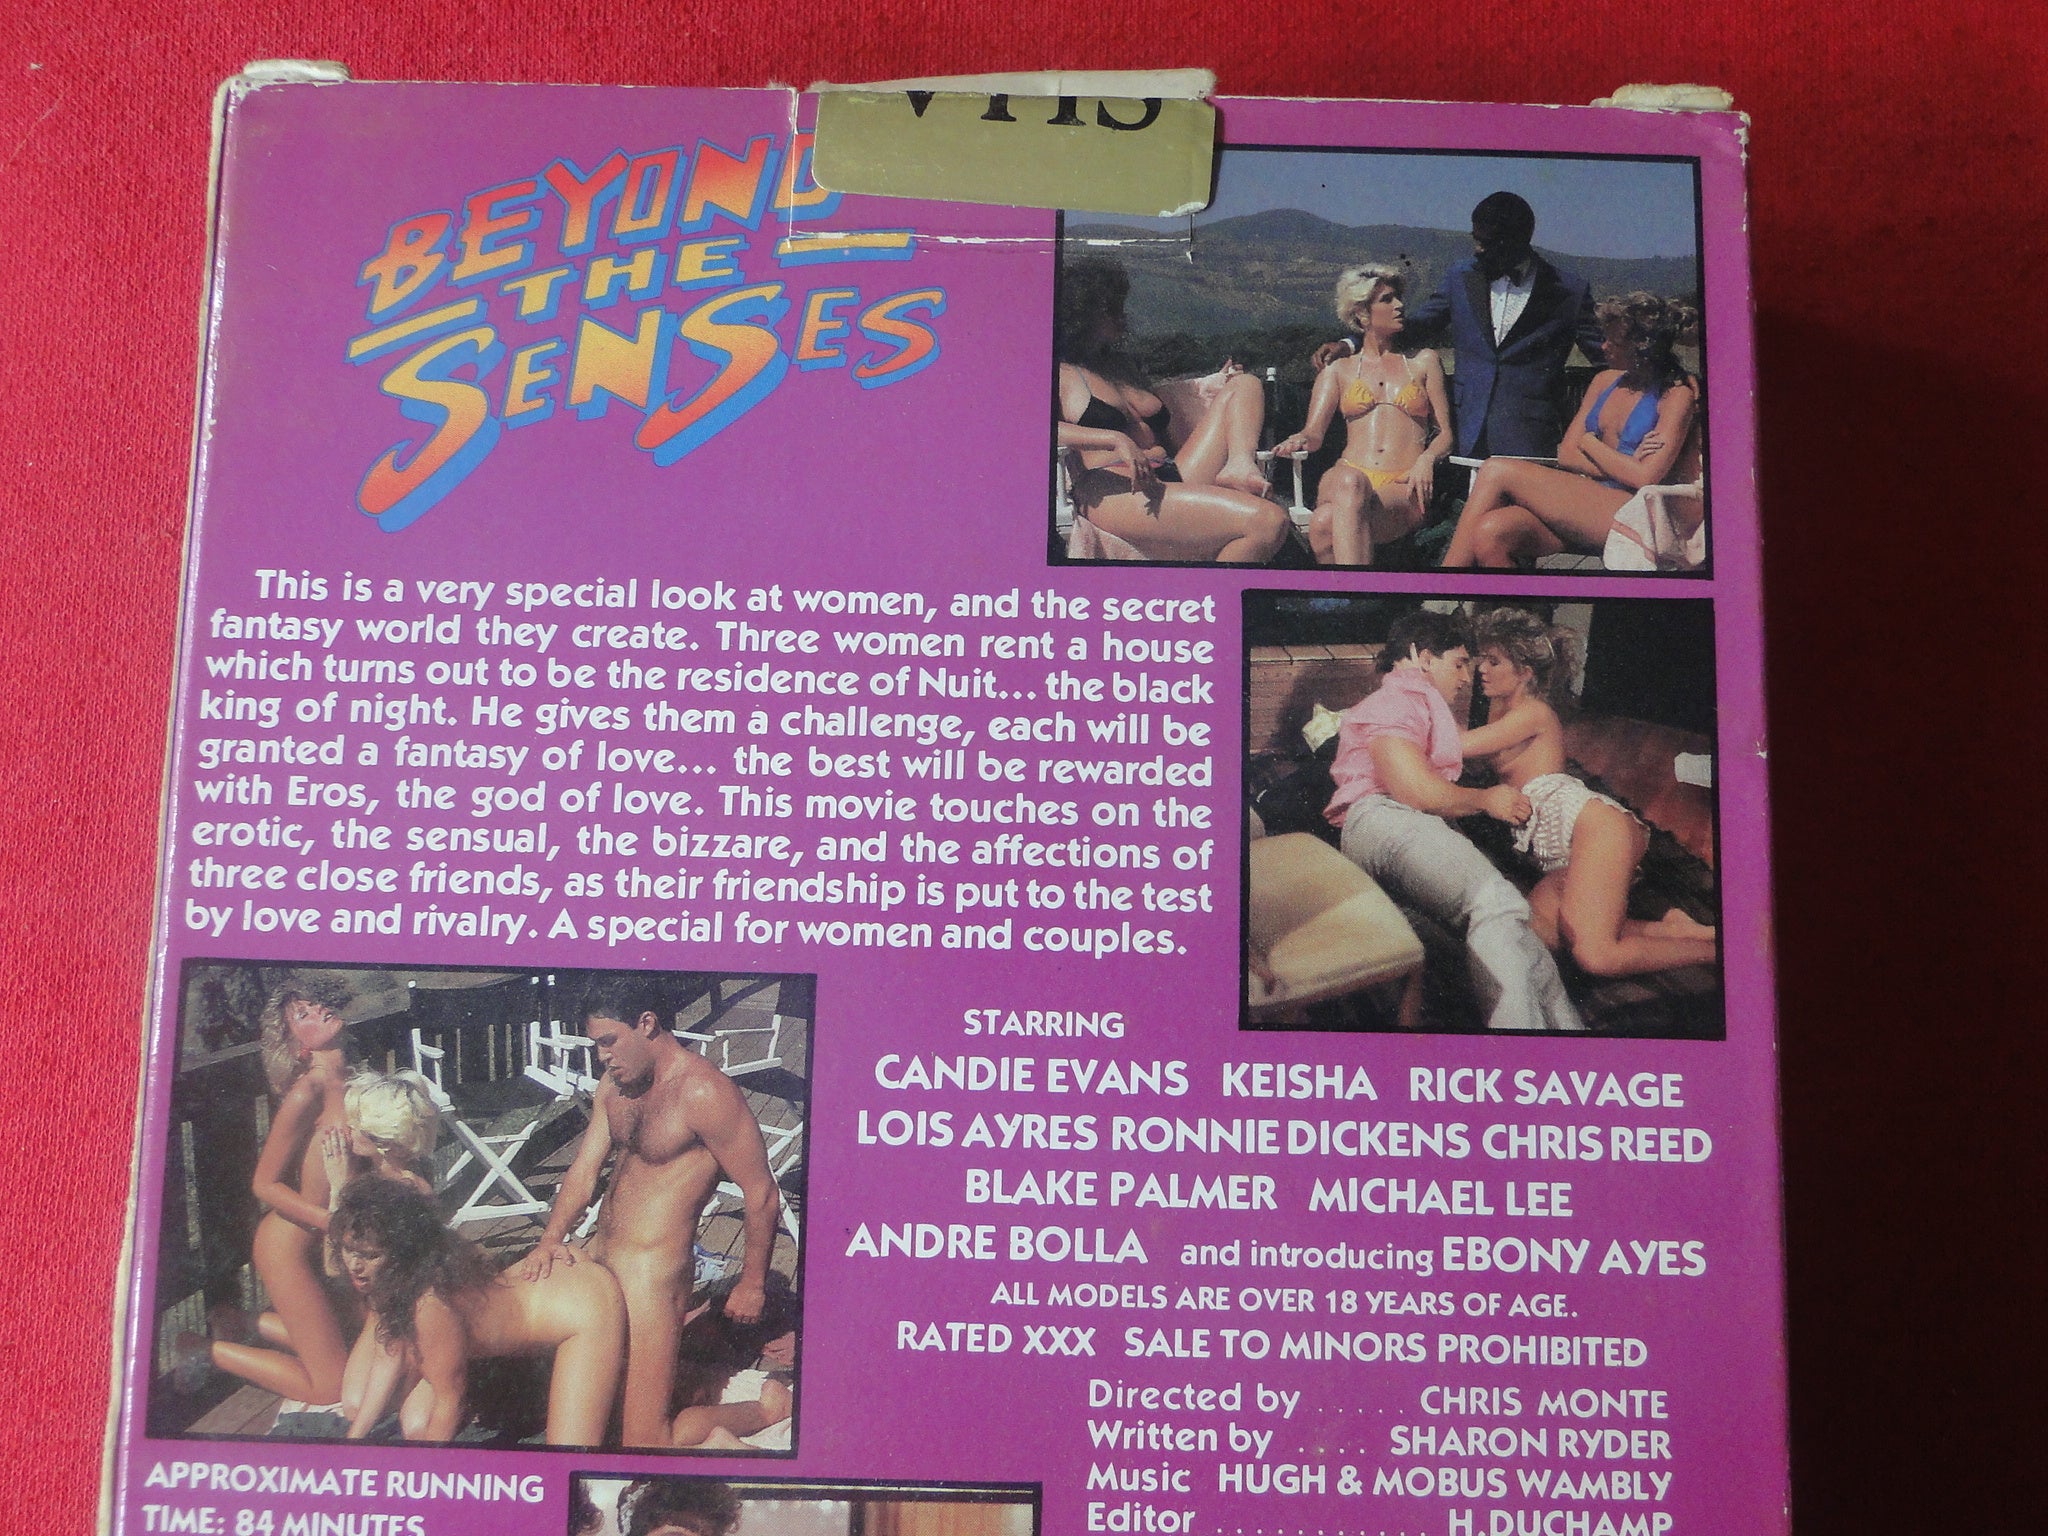 VHS
BEYOND
THE
SENSES
This is a very special look at women, and the secret
fantasy world they create. Three women rent a house
which turns out to be the residence of Nuit... the black
king of night. He gives them a challenge, each will be
granted a fantasy of love... the best will be rewarded
with Eros, the god of love. This movie touches on the
erotic, the sensual, the bizzare, and the affections of
three close friends, as their friendship is put to the test
by love and rivalry. A special for women and couples.
STARRING
CANDIE EVANS KEISHA RICK SAVAGE
LOIS AYRES RONNIE DICKENS CHRIS REED
BLAKE PALMER MICHAEL LEE
ANDRE BOLLA and introducing EBONY AYES
ALL MODELS ARE OVER 18 YEARS OF AGE.
RATED XXX SALE TO MINORS PROHIBITED
Directed by ..... CHRIS MONTE
Written by .... SHARON RYDER
Music HUGH & MOBUS WAMBLY
Editor ........... H.DUCHAMP
APPROXIMATE RUNNING
TIME: 84 MINUTES